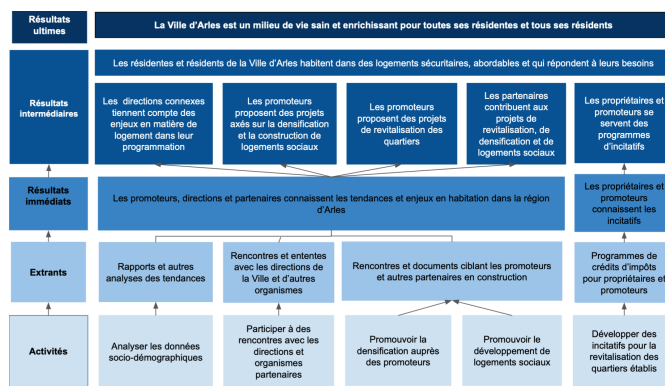 Résultats
ultimes
La Ville d'Arles est un milieu de vie sain et enrichissant pour toutes ses résidentes et tous ses résidents
Les résidentes et résidents de la Ville d'Arles habitent dans des logements sécuritaires, abordables et qui répondent à leurs besoins
Résultats
intermédiaires
Les directions connexes
tiennent compte des
enjeux en matière de
logement dans leur
programmation
Les promoteurs
proposent des projets
axés sur la densification
et la construction de
logements sociaux
Les promoteurs
proposent des projets
de revitalisation des
quartiers
Les partenaires
contribuent aux
projets de
revitalisation, de
densification et de
logements sociaux
Les propriétaires et
promoteurs se
servent des
programmes
d'incitatifs
Résultats
immédiats
Les promoteurs, directions et partenaires connaissent les tendances et enjeux en habitation dans la région
d'Arles
Les propriétaires et
promoteurs
connaissent les
incitatifs
Extrants
Rapports et autres
analyses des tendances
Rencontres et ententes
avec les directions de
la Ville et d'autres
organismes
Rencontres et documents ciblant les promoteurs
et autres partenaires en construction
Programmes de
crédits d'impôts
pour propriétaires et
promoteurs
Activités
Analyser les données
socio-démographiques
Participer à des
rencontres avec les
directions et
organismes
partenaires
Promouvoir la
densification auprès
des promoteurs
Promouvoir le
développement de
logements sociaux
Développer des
incitatifs pour la
revitalisation des
quartiers établis